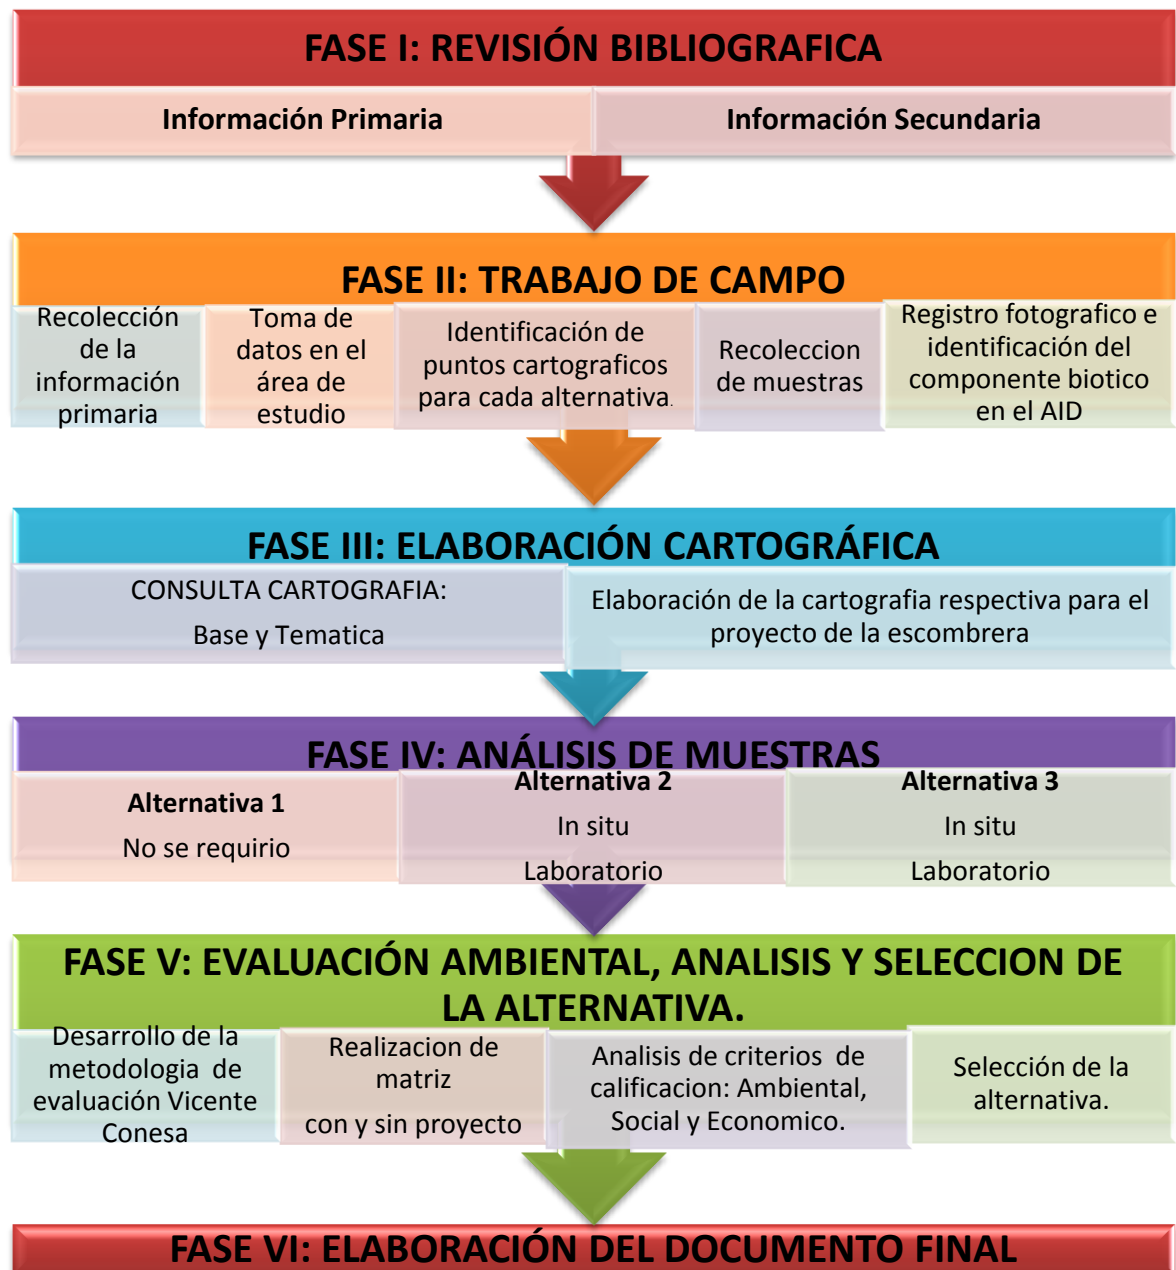 FASE I: REVISIÓN BIBLIOGRAFICA
Información Primaria
Información Secundaria
FASE II: TRABAJO DE CAMPO
Recolección
de la
información
primaria
Toma de
datos en el
área de
estudio
Identificación de
puntos cartograficos
para cada alternativa.
Recoleccion
de muestras
Registro fotografico e
identificación del
componente biotico
en el AID
FASE III: ELABORACIÓN CARTOGRÁFICA
CONSULTA CARTOGRAFIA:
Base y Tematica
Elaboración de la cartografia respectiva para el
proyecto de la escombrera
FASE IV: ANÁLISIS DE MUESTRAS
Alternativa 1
No se requirio
Alternativa 2
In situ
Laboratorio
Alternativa 3
In situ
Laboratorio
FASE V: EVALUACIÓN AMBIENTAL, ANALISIS Y SELECCION DE
LA ALTERNATIVA.
Desarrollo de la
metodologia de
evaluación Vicente
Conesa
Realizacion de
matriz
con y sin proyecto
Analisis de criterios de
calificacion: Ambiental,
Social y Economico.
Selección de la
alternativa.
FASE VI: ELABORACIÓN DEL DOCUMENTO FINAL